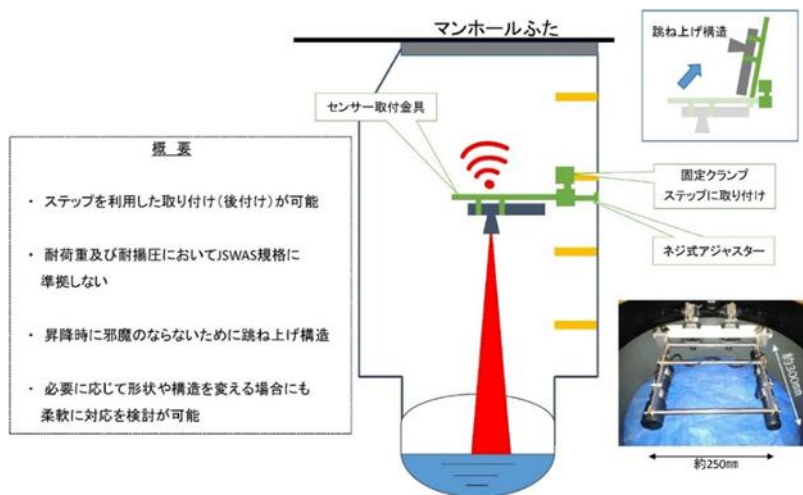 マンホールふた
跳ね上げ構造
センサー取付金具
概 要
・ ステップを利用した取り付け(後付け)が可能
・ 耐荷重及び耐揚圧においてJSWAS規格に
準拠しない
・ 昇降時に邪魔のならないために跳ね上げ構造
・ 必要に応じて形状や構造を変える場合にも
柔軟に対応を検討が可能
固定クランプ
ステップに取り付け
ネジ式アジャスター
約300㎜
約250㎜